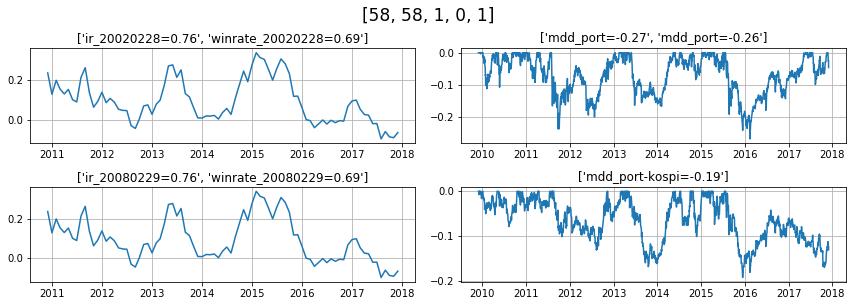 [58, 58, 1, 0, 1]
['ir_20020228=0.76', 'winrate_20020228=0.69']
0.2
0.0
2011 2012 2013 2014 2015 2016 2017 2018
['mdd_port=-0.27', 'mdd_port=-0.26']
0.0
−0.1
−0.2
2010 2011 2012 2013 2014 2015 2016 2017 2018
['ir_20080229=0.76', 'winrate_20080229=0.69']
0.2
0.0
2011 2012 2013 2014 2015 2016 2017 2018
['mdd_port-kospi=-0.19']
0.0
−0.1
−0.2
2010 2011 2012 2013 2014 2015 2016 2017 2018